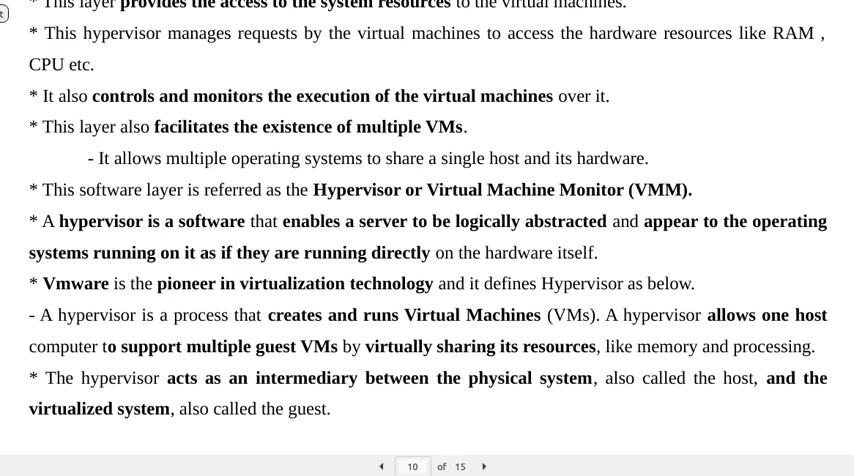 * This layer provides the access to the system resources to the virtual machines.
* This hypervisor manages requests by the virtual machines to access the hardware resources like RAM ,
CPU etc.
* It also controls and monitors the execution of the virtual machines over it.
* This layer also facilitates the existence of multiple VMs.
- It allows multiple operating systems to share a single host and its hardware.
* This software layer is referred as the Hypervisor or Virtual Machine Monitor (VMM).
* A hypervisor is a software that enables a server to be logically abstracted and appear to the operating
systems running on it as if they are running directly on the hardware itself.
* Vmware is the pioneer in virtualization technology and it defines Hypervisor as below.
- A hypervisor is a process that creates and runs Virtual Machines (VMs). A hypervisor allows one host
computer to support multiple guest VMs by virtually sharing its resources, like memory and processing.
* The hypervisor acts as an intermediary between the physical system, also called the host, and the
virtualized system, also called the guest.
10 of 15